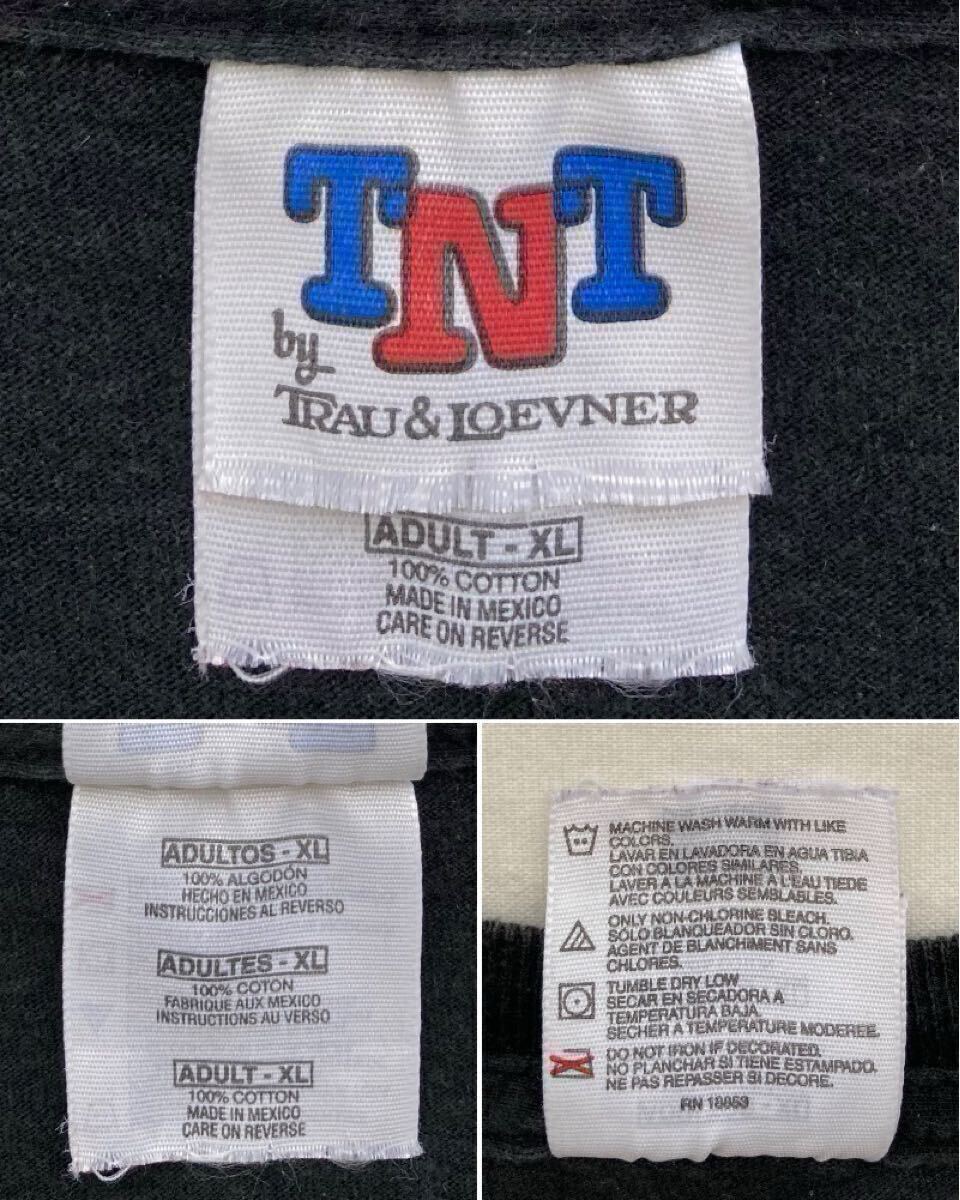 TNT
by
TRAU & LOEVNER
ADULT - XL
100% COTTON
MADE IN MEXICO
CARE ON REVERSE
ADULTOS - XL
100% ALGODÓN
HECHO EN MEXICO
INSTRUCCIONES AL REVERSO
ADULTES - XL
100% COTON
FABRIQUE AUX MEXICO
INSTRUCTIONS AU VERSO
ADULT - XL
100% COTTON
MADE IN MEXICO
CARE ON REVERSE
MACHINE WASH WARM WITH LIKE
COLORS.
LAVAR EN LAVADORA EN AGUA TIBIA
CON COLORES SIMILARES.
LAVER A LA MACHINE A L'EAU TIEDE
AVEC COULEURS SEMBLABLES.
ONLY NON-CHLORINE BLEACH.
SOLO BLANQUEADOR SIN CLORO.
AGENT DE BLANCHIMENT SANS
CHLORES.
TUMBLE DRY LOW
SECAR EN SECADORA A
TEMPERATURA BAJA.
SECHER A TEMPERATURE MODEREE.
DO NOT IRON IF DECORATED.
NO PLANCHAR SI TIENE ESTAMPADO.
NE PAS REPASSER SI DECORE.
RN